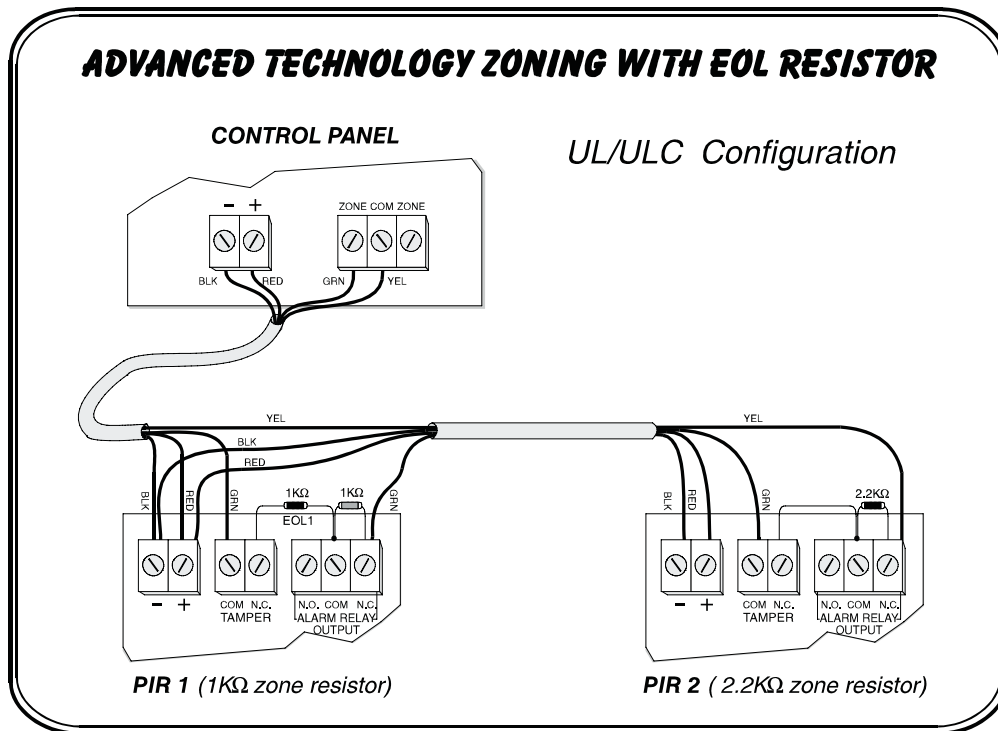 ADVANCED TECHNOLOGY ZONING WITH EOL RESISTOR
CONTROL PANEL
UL/ULC Configuration
- +
ZONE COM ZONE
BLK RED GRN YEL
YEL
BLK
RED
YEL
BLK
RED
GRN
1KΩ
EOL1
1KΩ
GRN
BLK
RED
GRN
2.2KΩ
- +
COM N.C.
TAMPER
N.O. COM N.C.
ALARM RELAY
OUTPUT
- +
COM N.C.
TAMPER
N.O. COM N.C.
ALARM RELAY
OUTPUT
PIR 1 (1KΩ zone resistor)
PIR 2 ( 2.2KΩ zone resistor)